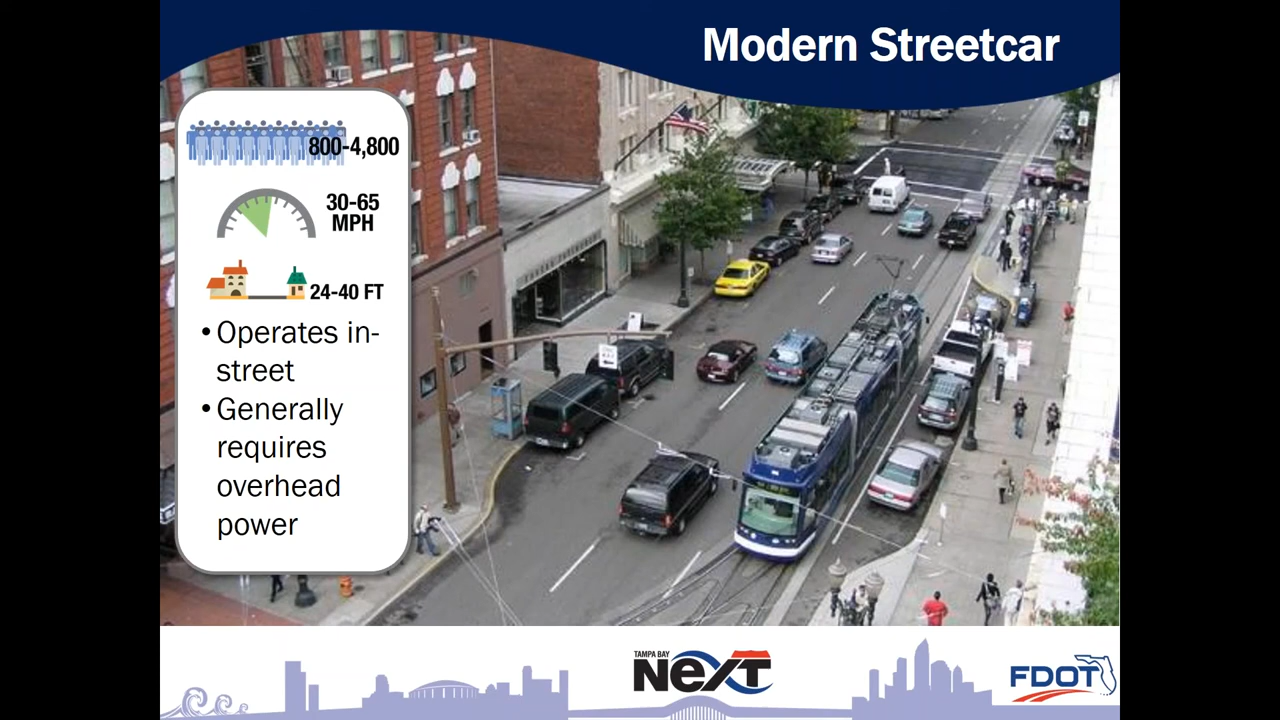 Modern Streetcar
800-4,800
30-65
MPH
24-40 FT
• Operates in-
street
• Generally
requires
overhead
power
TAMPA BAY
NEXT
FDOT